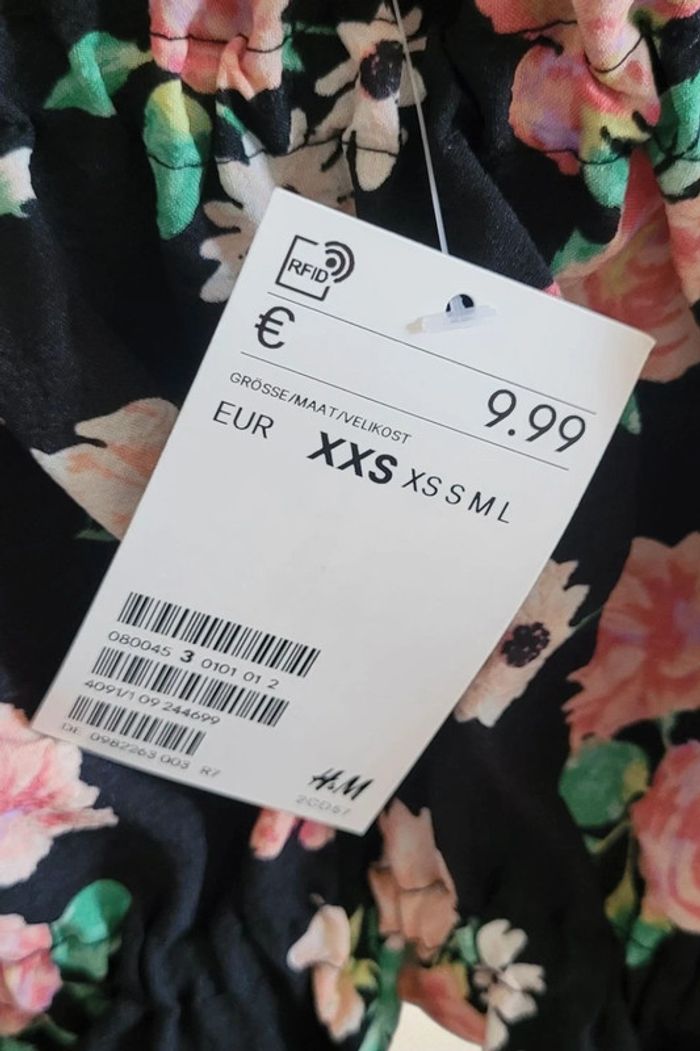 RFID
€ 9.99
GRÖSSE/MAAT/VELIKOST
EUR XXS XS S M L
080045 3 0101 01 2
4091/1 09 244699
DE 0982263 003 R7
H&M